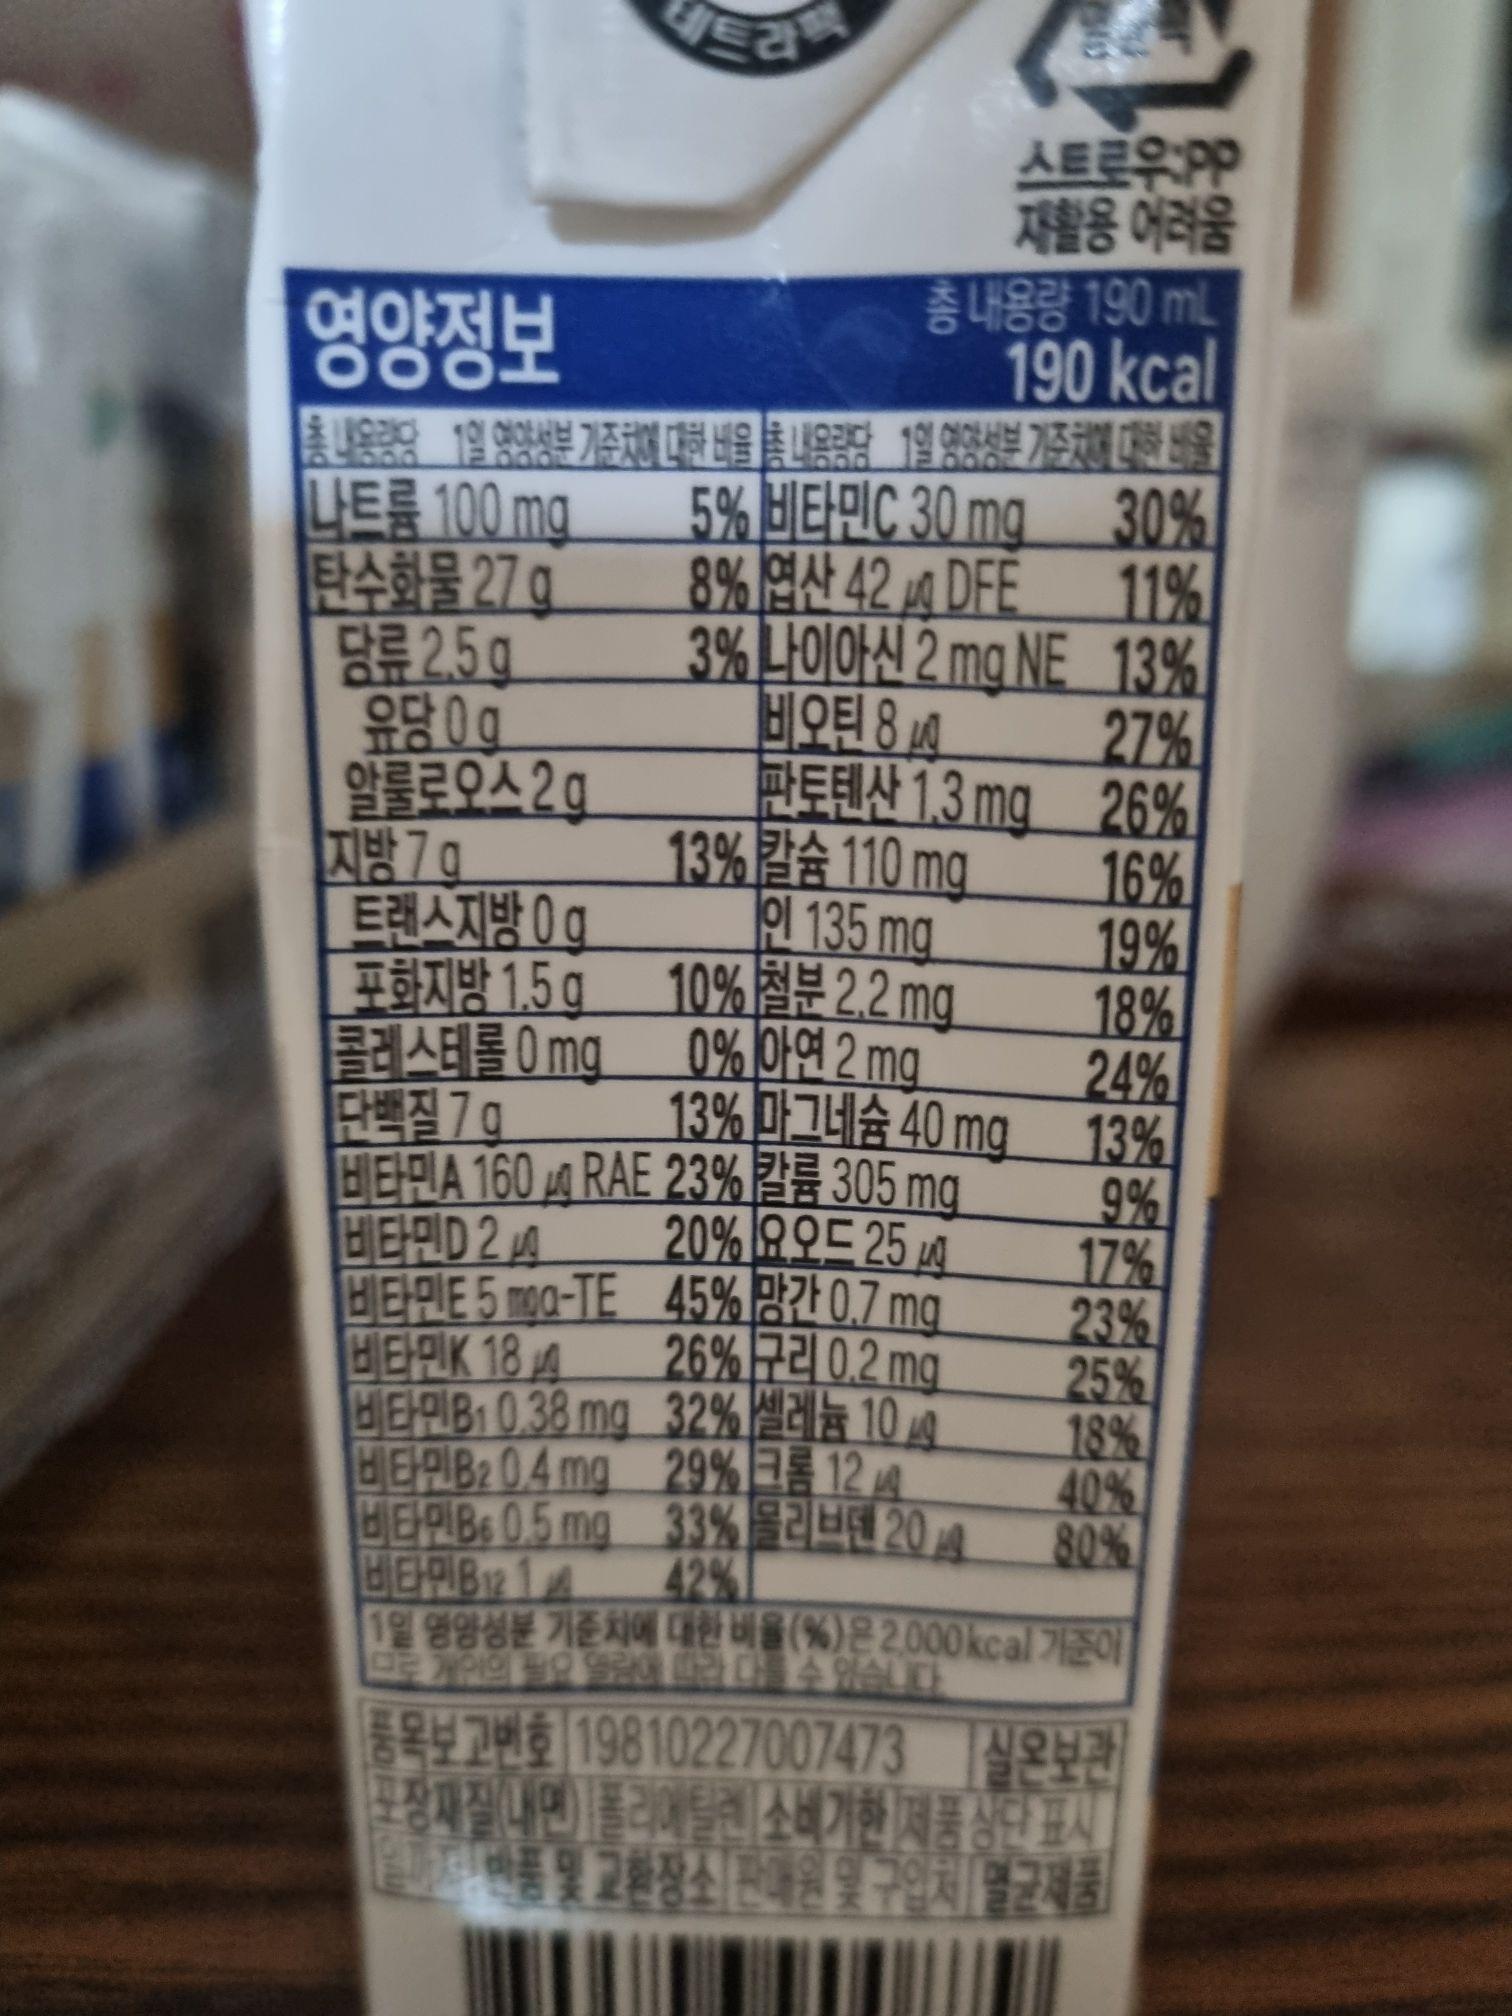 테트라팩
멸균팩
스트로우:PP
재활용 어려움
영양정보
총 내용량 190 mL
190 kcal
총 내용량당 1일 영양성분 기준치에 대한 비율 총 내용량당 1일 영양성분 기준치에 대한 비율
나트륨 100 mg 5% 비타민C 30 mg 30%
탄수화물 27 g 8% 엽산 42 μg DFE 11%
당류 2.5 g 3% 나이아신 2 mg NE 13%
유당 0 g 비오틴 8 μg 27%
알룰로오스 2 g 판토텐산 1.3 mg 26%
지방 7 g 13% 칼슘 110 mg 16%
트랜스지방 0 g 인 135 mg 19%
포화지방 1.5 g 10% 철분 2.2 mg 18%
콜레스테롤 0 mg 0% 아연 2 mg 24%
단백질 7 g 13% 마그네슘 40 mg 13%
비타민A 160 μg RAE 23% 칼륨 305 mg 9%
비타민D 2 μg 20% 요오드 25 μg 17%
비타민E 5 mgα-TE 45% 망간 0.7 mg 23%
비타민K 18 μg 26% 구리 0.2 mg 25%
비타민B1 0.38 mg 32% 셀레늄 10 μg 18%
비타민B2 0.4 mg 29% 크롬 12 μg 40%
비타민B6 0.5 mg 33% 몰리브덴 20 μg 80%
비타민B12 1 μg 42%
1일 영양성분 기준치에 대한 비율(%)은 2,000kcal 기준이
므로 개인의 필요 열량에 따라 다를 수 있습니다.
품목보고번호 19810227007473 실온보관
포장재질(내면) 폴리에틸렌 소비기한 제품상단 표시
일까지 반품 및 교환장소 판매원 및 구입처 멸균제품